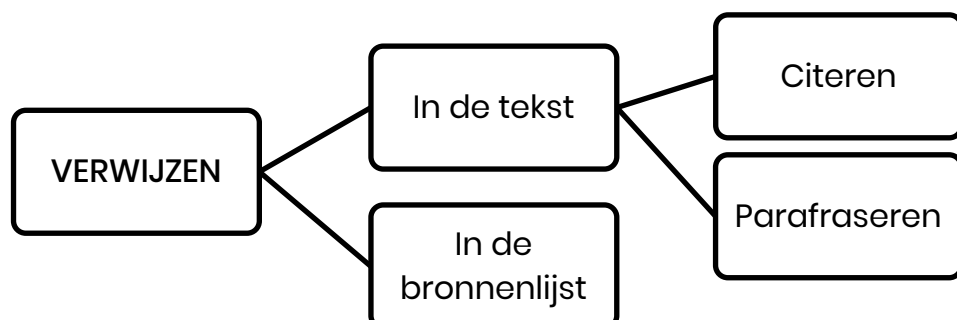 VERWIJZEN
In de tekst
In de
bronnenlijst
Citeren
Parafraseren